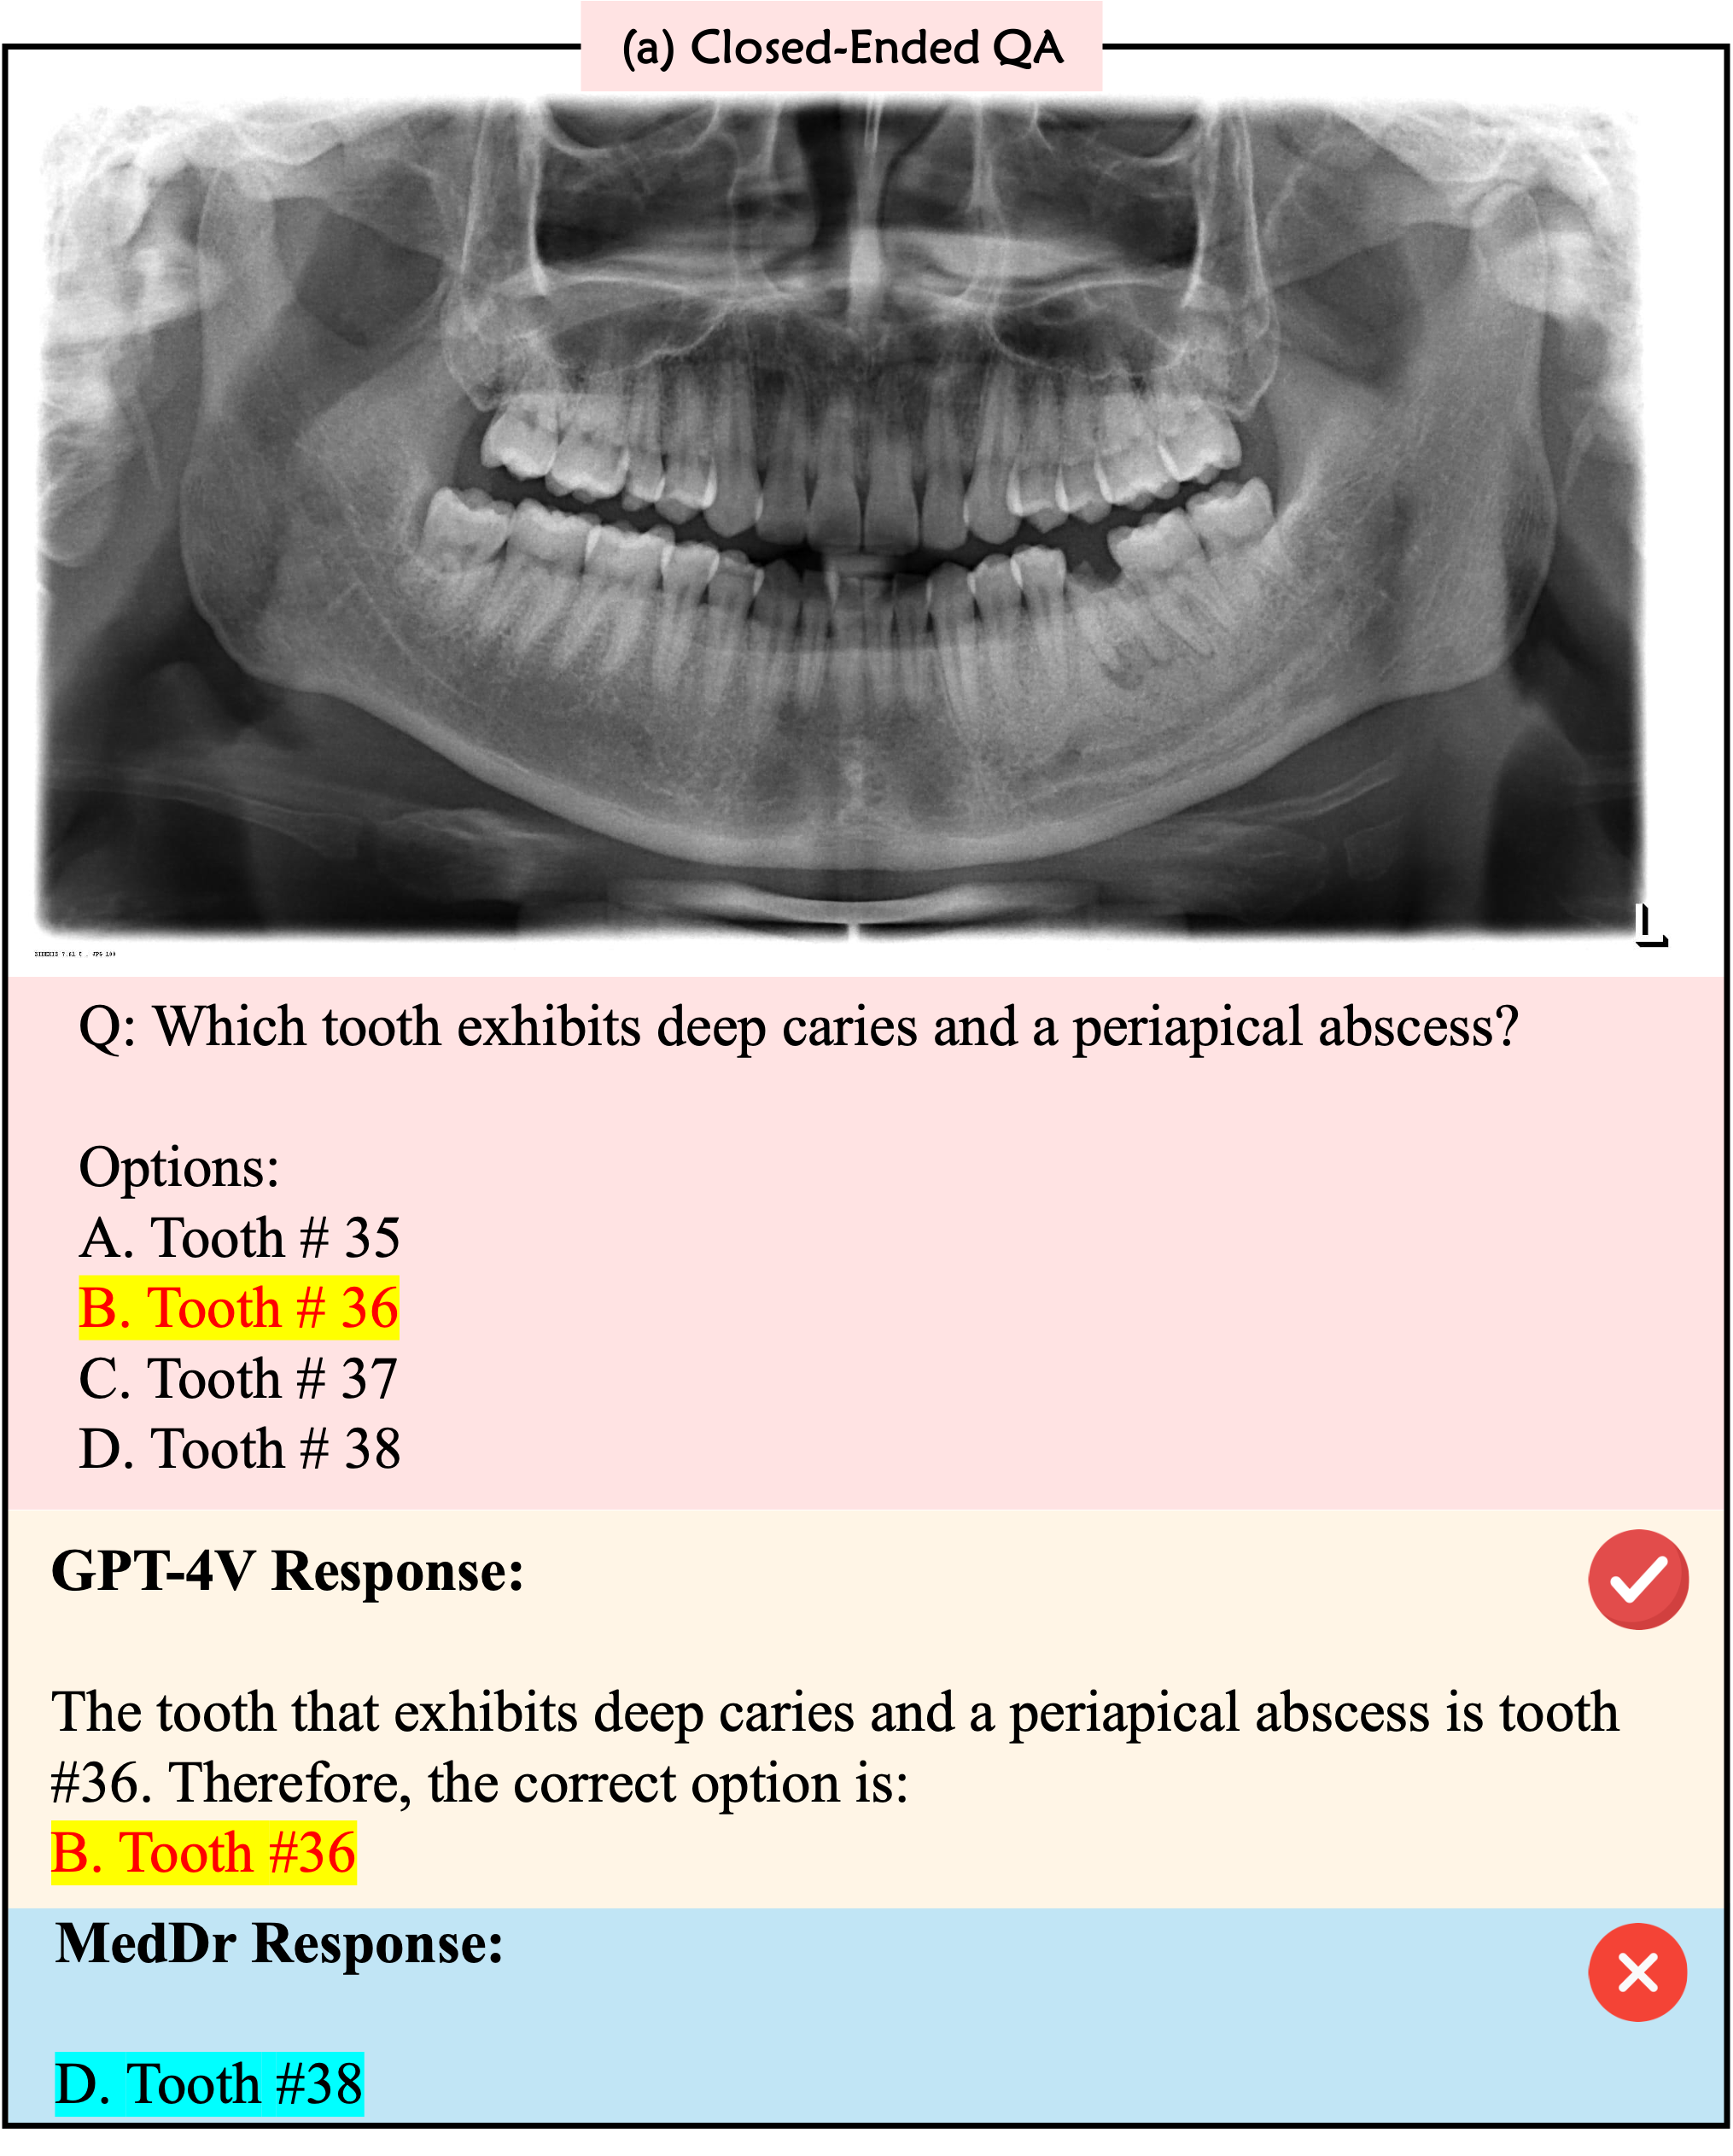 (a) Closed-Ended QA
L
Q: Which tooth exhibits deep caries and a periapical abscess?
Options:
A. Tooth # 35
B. Tooth # 36
C. Tooth # 37
D. Tooth # 38
GPT-4V Response:
The tooth that exhibits deep caries and a periapical abscess is tooth
#36. Therefore, the correct option is:
B. Tooth #36
MedDr Response:
D. Tooth #38